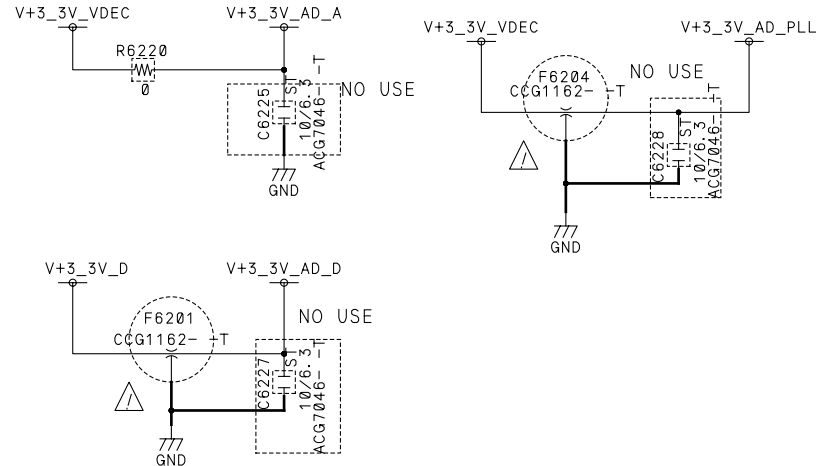 V+3_3V_VDEC
V+3_3V_AD_A
R6220
0
NO USE
C6225
ST
10/6.3
ACG7046- -T
GND
V+3_3V_VDEC
V+3_3V_AD_PLL
F6204
CCG1162- -T
NO USE
C6228
ST
10/6.3
ACG7046- -T
GND
V+3_3V_D
V+3_3V_AD_D
F6201
CCG1162- -T
NO USE
C6227
ST
10/6.3
ACG7046- -T
GND